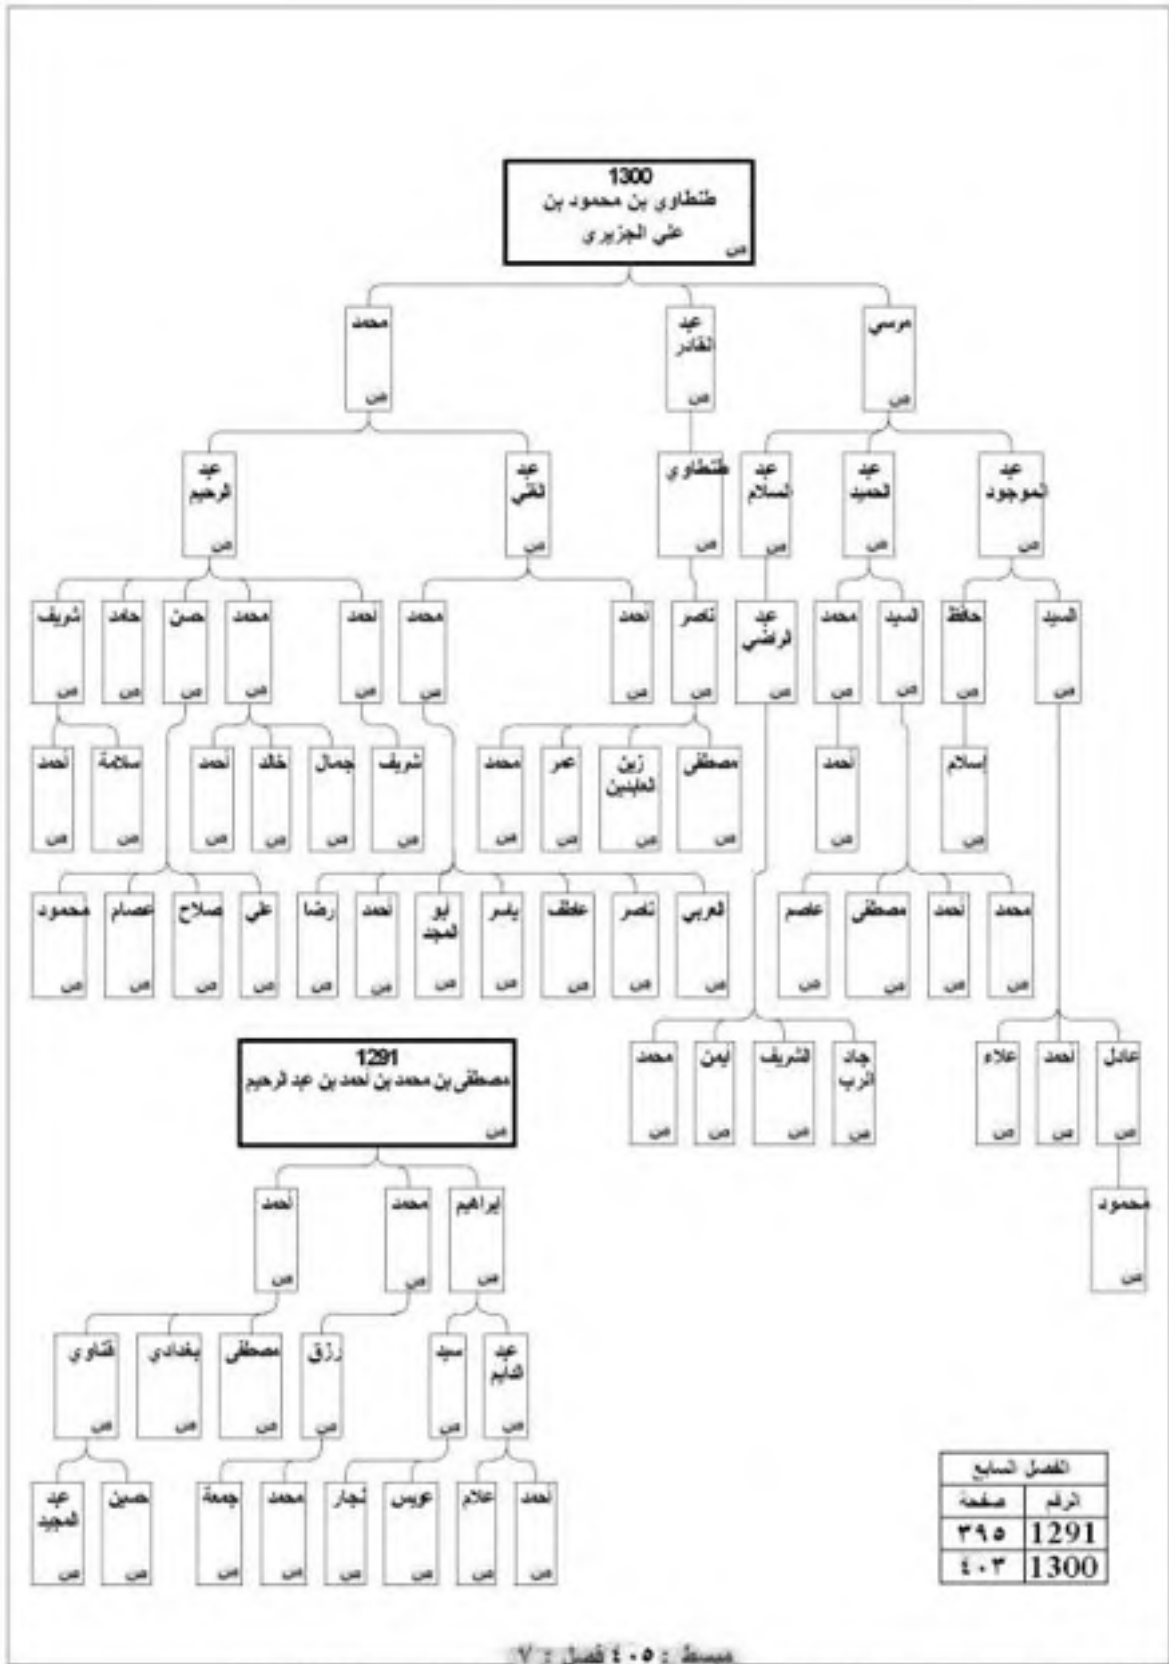 1300
طنطاوي بن محمود بن
علي الجزيري
ص
مرسي
ص
عبد
القادر
ص
محمد
ص
عبد
الموجود
ص
عبد
الحميد
ص
عبد
السلام
ص
طنطاوي
ص
عبد
الغني
ص
عبد
الرحيم
ص
السيد
ص
حافظ
ص
السيد
ص
محمد
ص
عبد
الراضي
ص
ناصر
ص
أحمد
ص
محمد
ص
أحمد
ص
محمد
ص
حسن
ص
حامد
ص
شريف
ص
إسلام
ص
أحمد
ص
مصطفى
ص
زين
العابدين
ص
عمر
ص
محمد
ص
شريف
ص
جمال
ص
خالد
ص
أحمد
ص
سلامة
ص
أحمد
ص
محمد
ص
أحمد
ص
مصطفى
ص
عاصم
ص
العربي
ص
ناصر
ص
عاطف
ص
ياسر
ص
أبو
المجد
ص
أحمد
ص
رضا
ص
علي
ص
صلاح
ص
عصام
ص
محمود
ص
عادل
ص
أحمد
ص
علاء
ص
جاد
الرب
ص
الشريف
ص
أيمن
ص
محمد
ص
محمود
ص
1291
مصطفى بن محمد بن أحمد بن عبد الرحيم
ص
إبراهيم
ص
محمد
ص
أحمد
ص
عبد
الدايم
ص
سيد
ص
رزق
ص
مصطفى
ص
بغدادي
ص
قناوي
ص
أحمد
ص
علام
ص
عويس
ص
نجار
ص
محمد
ص
جمعة
ص
حسين
ص
عبد
المجيد
ص
الفصل السابع
الرقم صفحة
1291 ٣٩٥
1300 ٤٠٣
مبسط : ٤٠٥ فصل : ٧